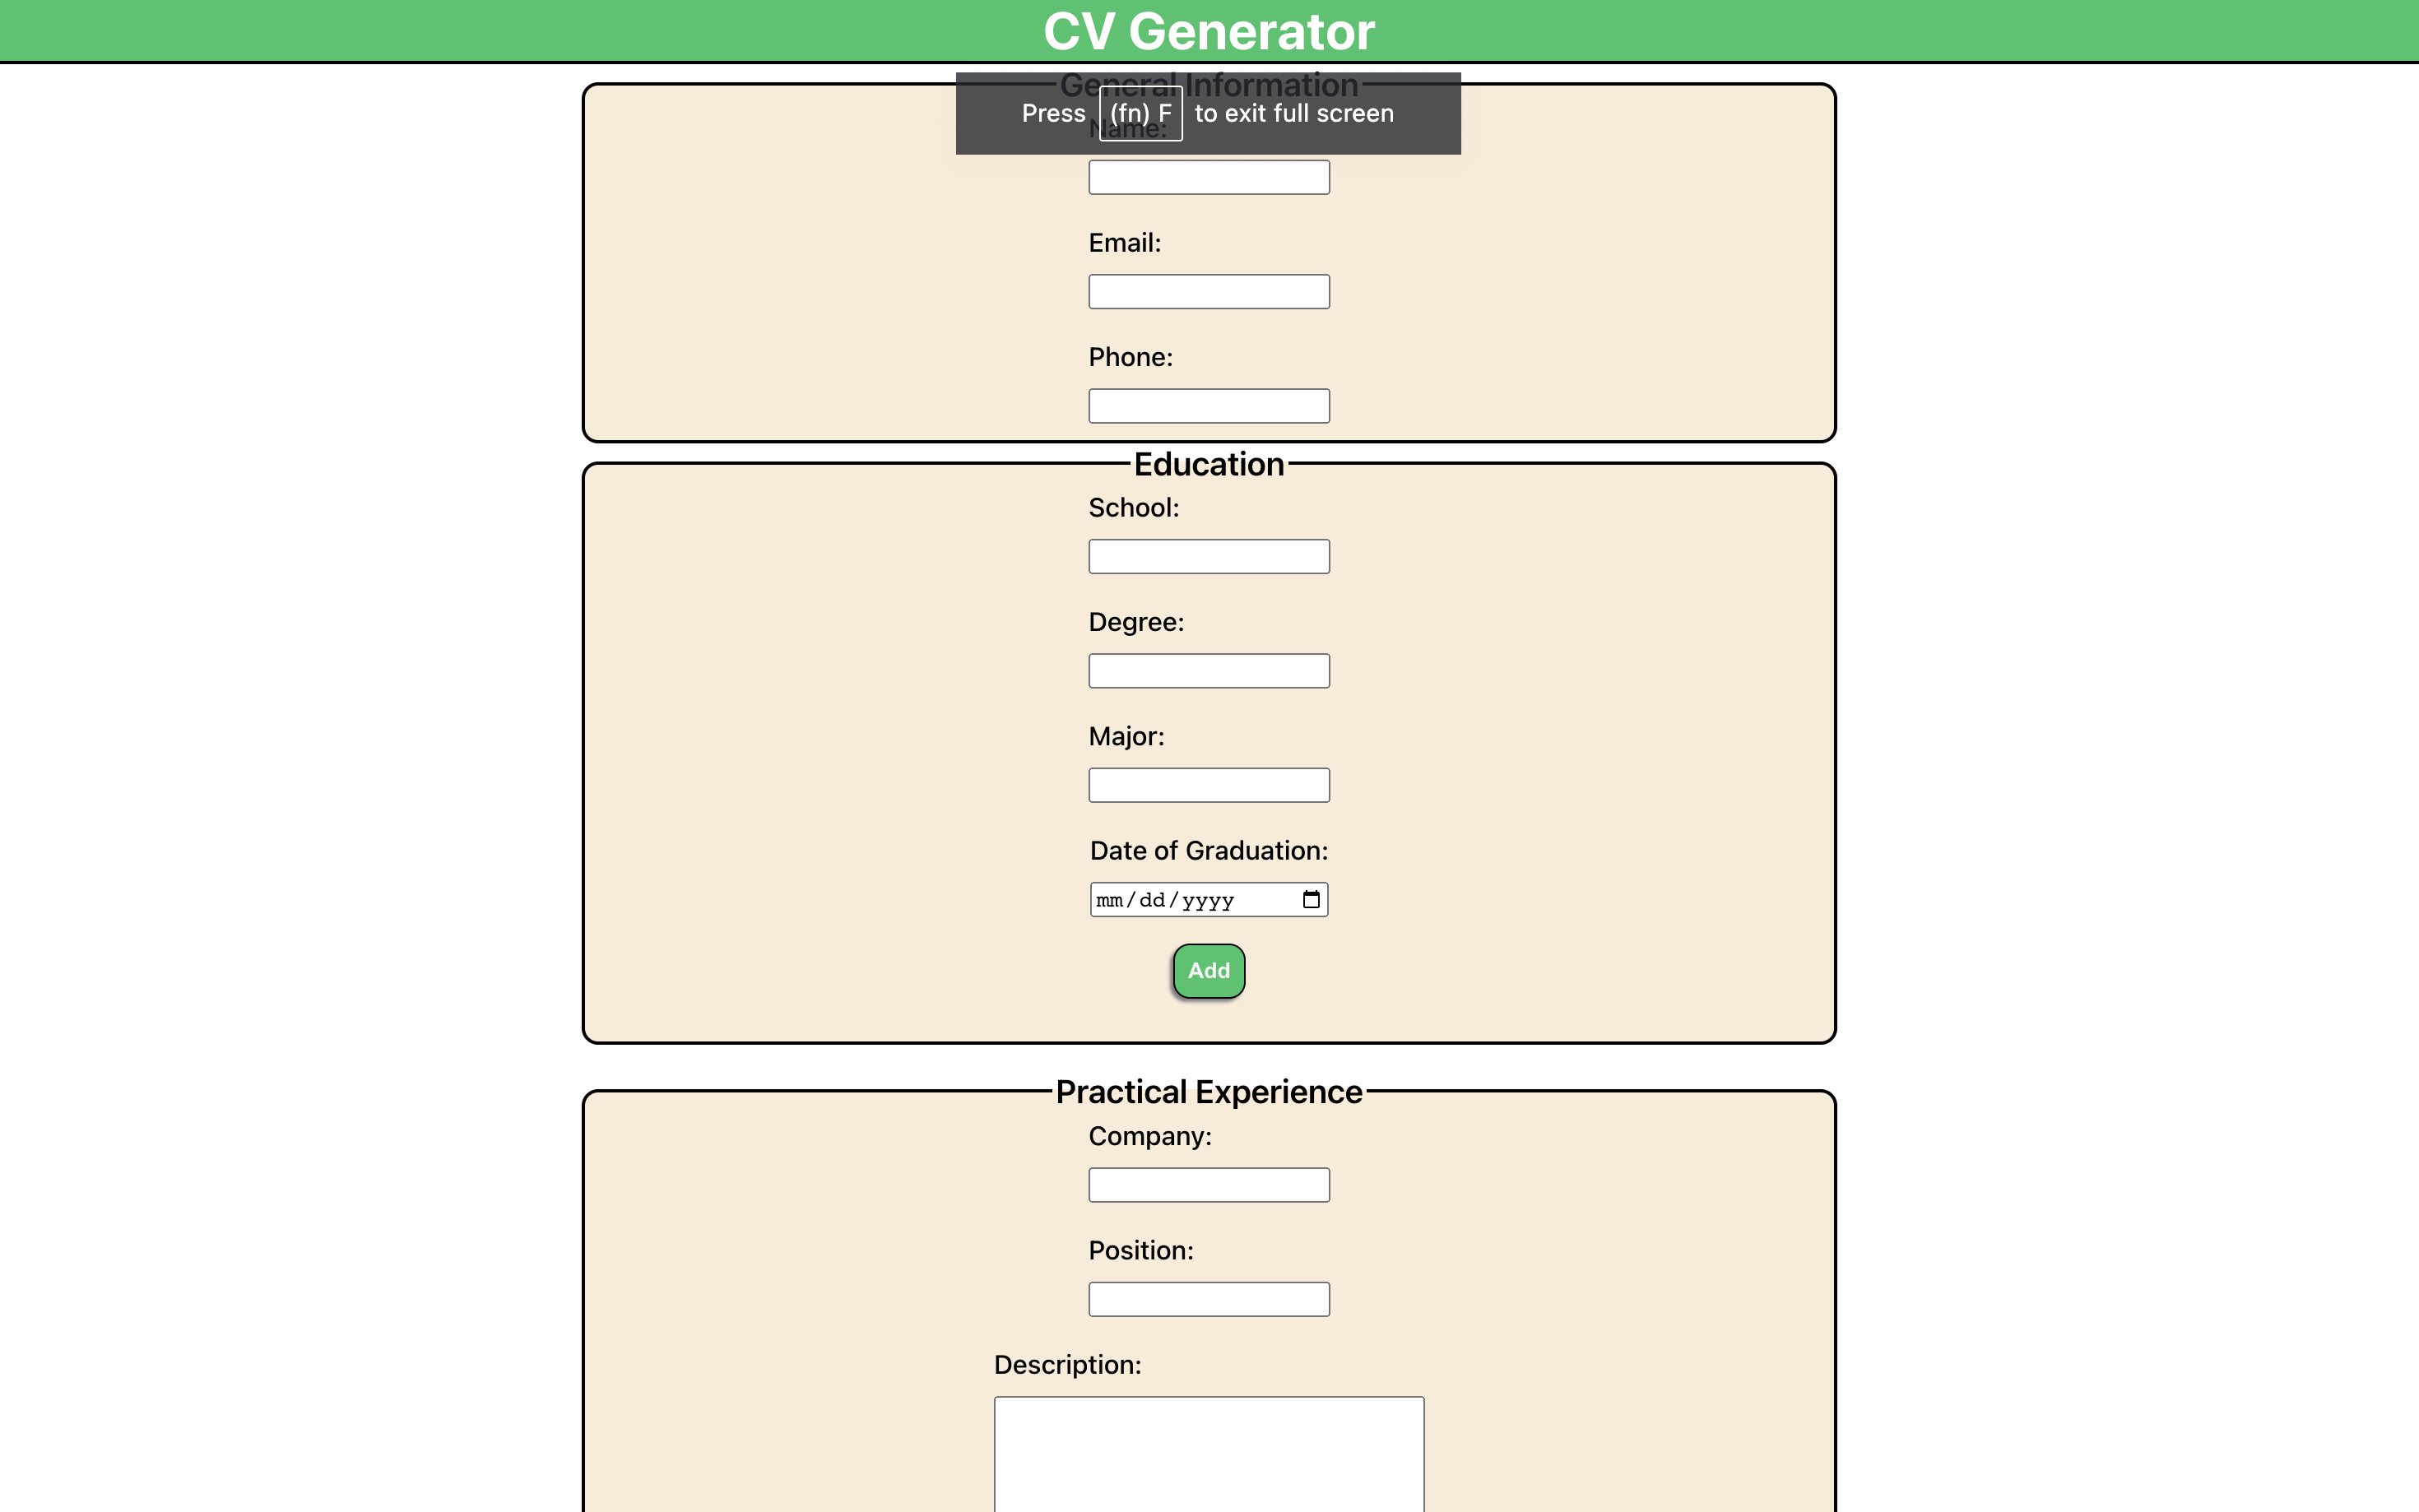 CV Generator
General Information
Press (fn) F to exit full screen
Name:
Email:
Phone:
Education
School:
Degree:
Major:
Date of Graduation:
mm/dd/yyyy
Add
Practical Experience
Company:
Position:
Description: